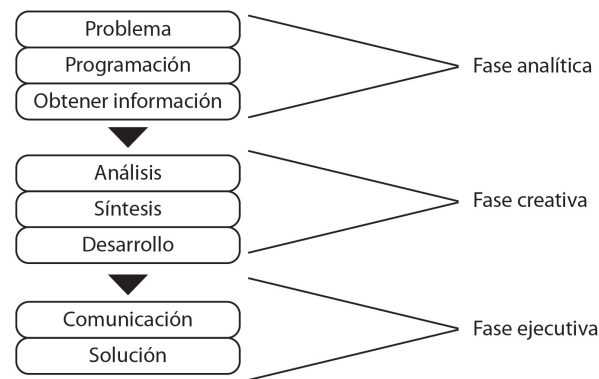 Problema
Programación
Obtener información
Fase analítica
Análisis
Síntesis
Desarrollo
Fase creativa
Comunicación
Solución
Fase ejecutiva